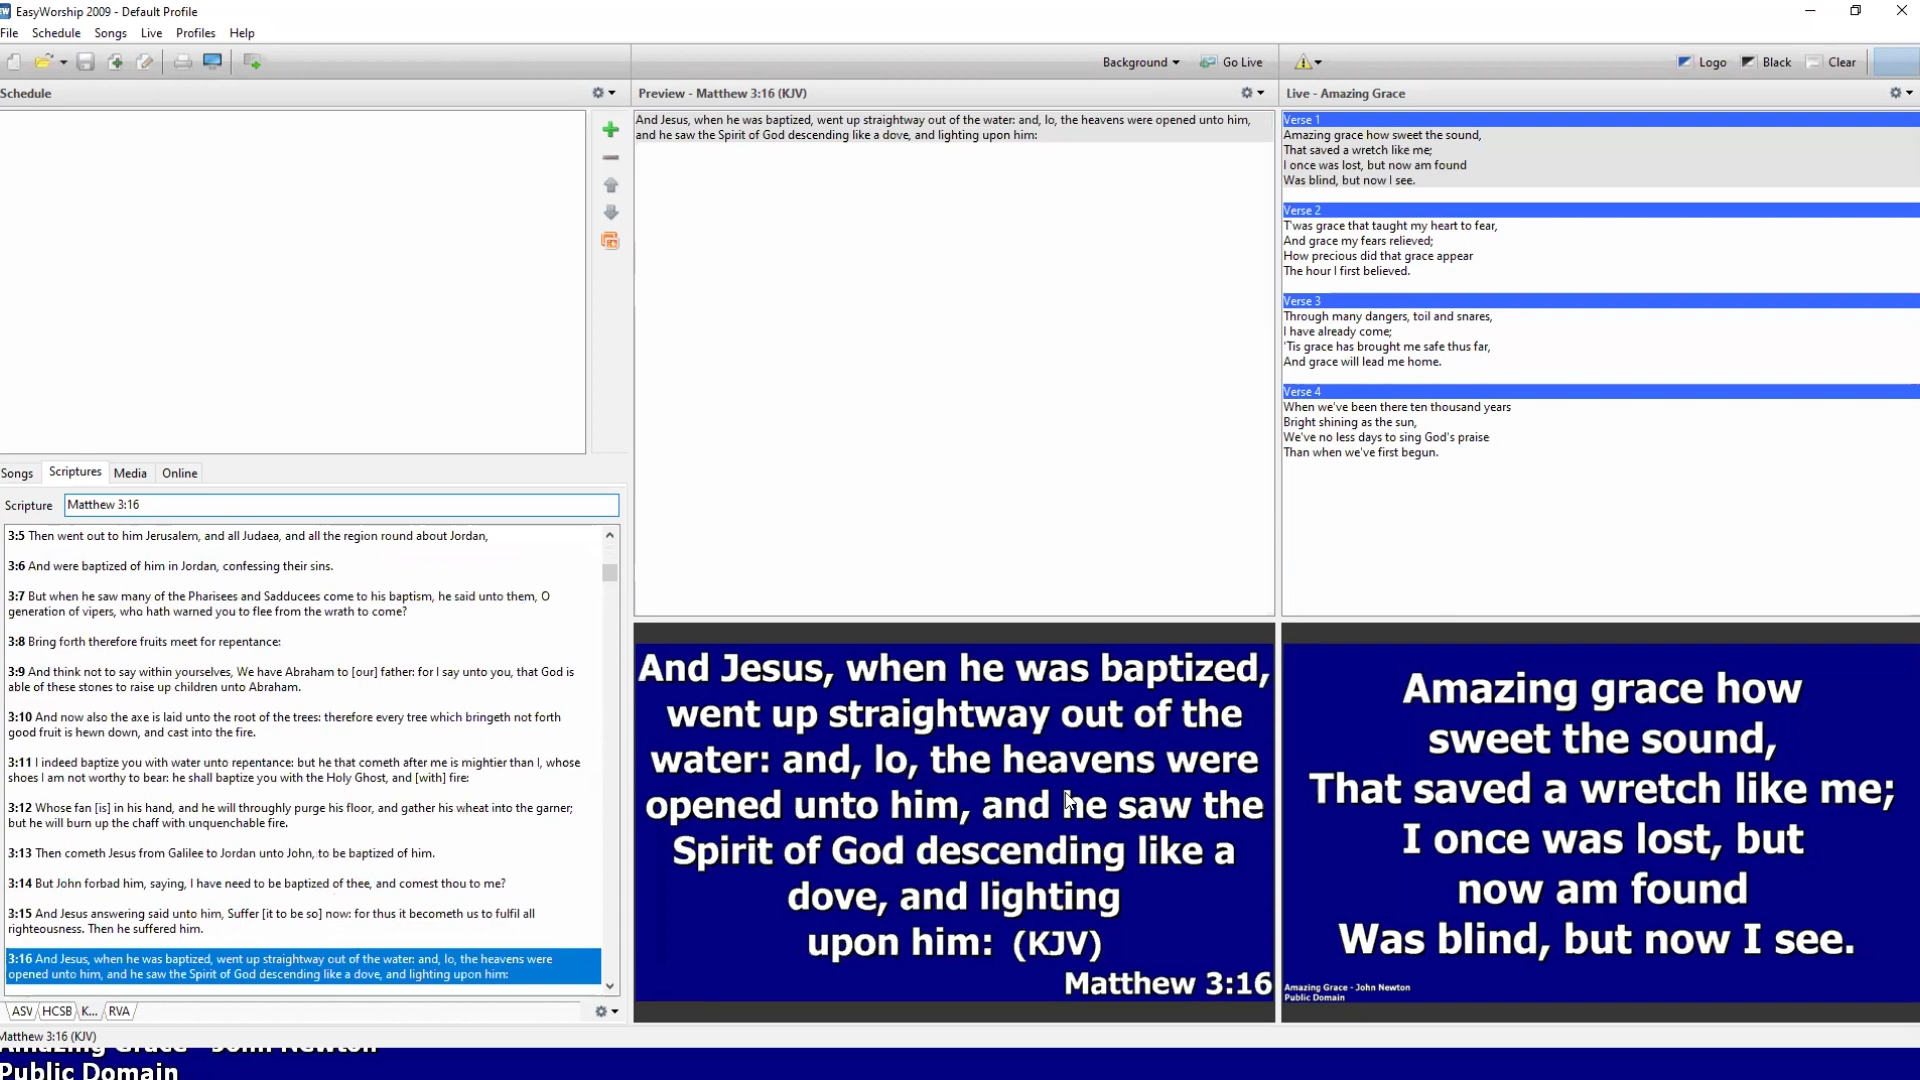 EasyWorship 2009 - Default Profile
File Schedule Songs Live Profiles Help
Background Go Live Logo Black Clear
Schedule
Preview - Matthew 3:16 (KJV)
And Jesus, when he was baptized, went up straightway out of the water: and, lo, the heavens were opened unto him,
and he saw the Spirit of God descending like a dove, and lighting upon him:
Live - Amazing Grace
Verse 1
Amazing grace how sweet the sound,
That saved a wretch like me;
I once was lost, but now am found
Was blind, but now I see.
Verse 2
T'was grace that taught my heart to fear,
And grace my fears relieved;
How precious did that grace appear
The hour I first believed.
Verse 3
Through many dangers, toil and snares,
I have already come;
'Tis grace has brought me safe thus far,
And grace will lead me home.
Verse 4
When we've been there ten thousand years
Bright shining as the sun,
We've no less days to sing God's praise
Than when we've first begun.
Songs Scriptures Media Online
Scripture Matthew 3:16
3:5 Then went out to him Jerusalem, and all Judaea, and all the region round about Jordan,
3:6 And were baptized of him in Jordan, confessing their sins.
3:7 But when he saw many of the Pharisees and Sadducees come to his baptism, he said unto them, O
generation of vipers, who hath warned you to flee from the wrath to come?
3:8 Bring forth therefore fruits meet for repentance:
3:9 And think not to say within yourselves, We have Abraham to [our] father: for I say unto you, that God is
able of these stones to raise up children unto Abraham.
3:10 And now also the axe is laid unto the root of the trees: therefore every tree which bringeth not forth
good fruit is hewn down, and cast into the fire.
3:11 I indeed baptize you with water unto repentance: but he that cometh after me is mightier than I, whose
shoes I am not worthy to bear: he shall baptize you with the Holy Ghost, and [with] fire:
3:12 Whose fan [is] in his hand, and he will throughly purge his floor, and gather his wheat into the garner;
but he will burn up the chaff with unquenchable fire.
3:13 Then cometh Jesus from Galilee to Jordan unto John, to be baptized of him.
3:14 But John forbad him, saying, I have need to be baptized of thee, and comest thou to me?
3:15 And Jesus answering said unto him, Suffer [it to be so] now: for thus it becometh us to fulfil all
righteousness. Then he suffered him.
3:16 And Jesus, when he was baptized, went up straightway out of the water: and, lo, the heavens were
opened unto him, and he saw the Spirit of God descending like a dove, and lighting upon him:
ASV HCSB K... RVA
Matthew 3:16 (KJV)
And Jesus, when he was baptized,
went up straightway out of the
water: and, lo, the heavens were
opened unto him, and he saw the
Spirit of God descending like a
dove, and lighting
upon him: (KJV)
Matthew 3:16
Amazing grace how
sweet the sound,
That saved a wretch like me;
I once was lost, but
now am found
Was blind, but now I see.
Amazing Grace - John Newton
Public Domain
Amazing Grace - John Newton
Public Domain